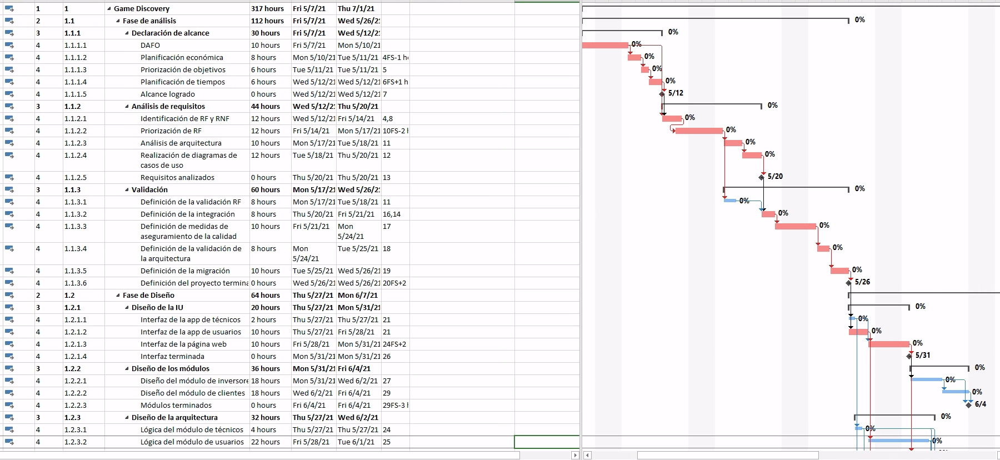 1 1 Game Discovery 317 hours Fri 5/7/21 Thu 7/1/21
2 1.1 Fase de análisis 112 hours Fri 5/7/21 Wed 5/26/21 0%
3 1.1.1 Declaración de alcance 30 hours Fri 5/7/21 Wed 5/12/21 0%
4 1.1.1.1 DAFO 10 hours Fri 5/7/21 Mon 5/10/21 0%
4 1.1.1.2 Planificación económica 8 hours Mon 5/10/21 Tue 5/11/21 4FS-1 h 0%
4 1.1.1.3 Priorización de objetivos 6 hours Tue 5/11/21 Tue 5/11/21 5 0%
4 1.1.1.4 Planificación de tiempos 6 hours Wed 5/12/21 Wed 5/12/21 6FS+1 h 0%
4 1.1.1.5 Alcance logrado 0 hours Wed 5/12/21 Wed 5/12/21 7 5/12
3 1.1.2 Análisis de requisitos 44 hours Wed 5/12/21 Thu 5/20/21 0%
4 1.1.2.1 Identificación de RF y RNF 12 hours Wed 5/12/21 Fri 5/14/21 4,8 0%
4 1.1.2.2 Priorización de RF 12 hours Fri 5/14/21 Mon 5/17/21 10FS-2 h 0%
4 1.1.2.3 Análisis de arquitectura 10 hours Mon 5/17/21 Tue 5/18/21 11 0%
4 1.1.2.4 Realización de diagramas de 12 hours Tue 5/18/21 Thu 5/20/21 12 0%
casos de uso
4 1.1.2.5 Requisitos analizados 0 hours Thu 5/20/21 Thu 5/20/21 13 5/20
3 1.1.3 Validación 60 hours Mon 5/17/21 Wed 5/26/21 0%
4 1.1.3.1 Definición de la validación RF 8 hours Mon 5/17/21 Tue 5/18/21 11 0%
4 1.1.3.2 Definición de la integración 8 hours Thu 5/20/21 Fri 5/21/21 16,14 0%
4 1.1.3.3 Definición de medidas de 10 hours Fri 5/21/21 Mon 17 0%
aseguramiento de la calidad 5/24/21
4 1.1.3.4 Definición de la validación de 8 hours Mon Tue 5/25/21 18 0%
la arquitectura 5/24/21
4 1.1.3.5 Definición de la migración 10 hours Tue 5/25/21 Wed 5/26/21 19 0%
4 1.1.3.6 Definición del proyecto termina 0 hours Wed 5/26/21 Wed 5/26/21 20FS+2 5/26
2 1.2 Fase de Diseño 64 hours Thu 5/27/21 Mon 6/7/21
3 1.2.1 Diseño de la IU 20 hours Thu 5/27/21 Mon 5/31/21 0%
4 1.2.1.1 Interfaz de la app de técnicos 2 hours Thu 5/27/21 Thu 5/27/21 21 0%
4 1.2.1.2 Interfaz de la app de usuarios 10 hours Thu 5/27/21 Fri 5/28/21 21 0%
4 1.2.1.3 Interfaz de la página web 10 hours Fri 5/28/21 Mon 5/31/21 24FS+2 0%
4 1.2.1.4 Interfaz terminada 0 hours Mon 5/31/21 Mon 5/31/21 26 5/31
3 1.2.2 Diseño de los módulos 36 hours Mon 5/31/21 Fri 6/4/21 0%
4 1.2.2.1 Diseño del módulo de inversore 18 hours Mon 5/31/21 Wed 6/2/21 27 0%
4 1.2.2.2 Diseño del módulo de clientes 18 hours Wed 6/2/21 Fri 6/4/21 29 0%
4 1.2.2.3 Módulos terminados 0 hours Fri 6/4/21 Fri 6/4/21 29FS-3 h 6/4
3 1.2.3 Diseño de la arquitectura 32 hours Thu 5/27/21 Wed 6/2/21 0%
4 1.2.3.1 Lógica del módulo de técnicos 4 hours Thu 5/27/21 Thu 5/27/21 24 0%
4 1.2.3.2 Lógica del módulo de usuarios 22 hours Fri 5/28/21 Tue 6/1/21 25 0%